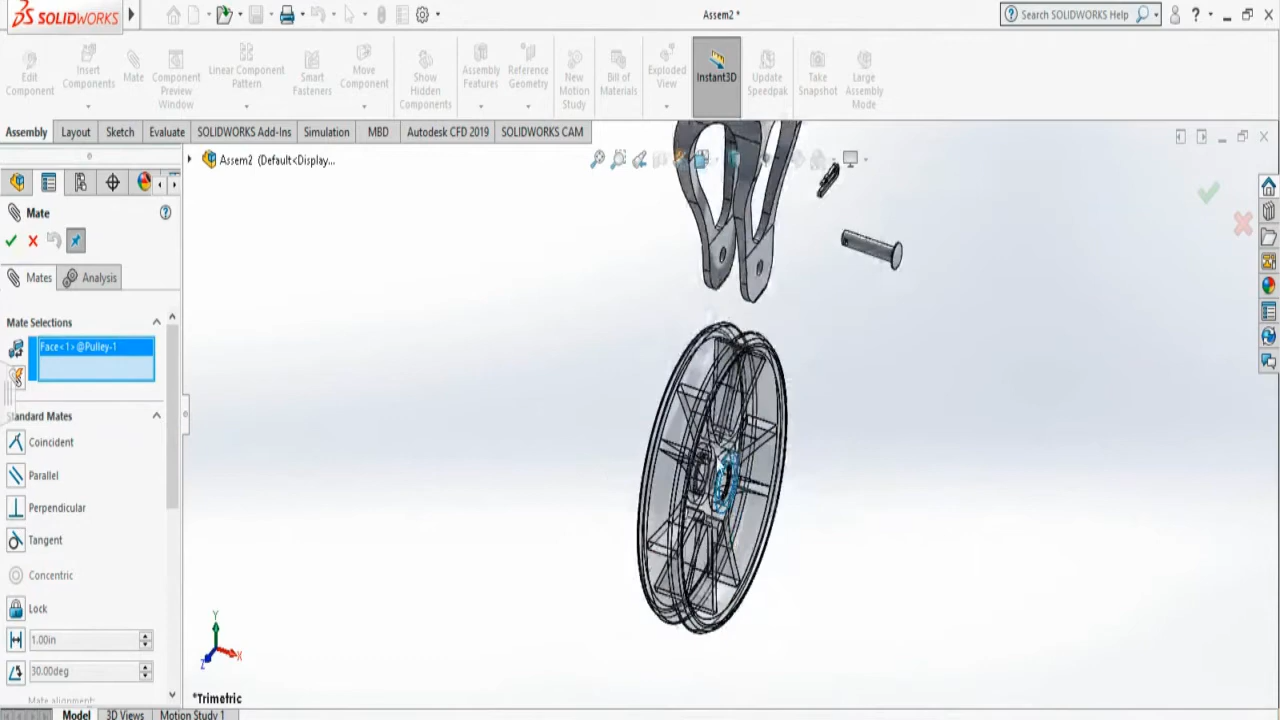 SOLIDWORKS
Assem2 *
Search SOLIDWORKS Help
Edit Component
Insert Components
Mate
Component Preview Window
Linear Component Pattern
Smart Fasteners
Move Component
Show Hidden Components
Assembly Features
Reference Geometry
New Motion Study
Bill of Materials
Exploded View
Instant3D
Update Speedpak
Take Snapshot
Large Assembly Mode
Assembly Layout Sketch Evaluate SOLIDWORKS Add-Ins Simulation MBD Autodesk CFD 2019 SOLIDWORKS CAM
Assem2 (Default<Display...
Mate
Mates Analysis
Mate Selections
Face<1>@Pulley-1
Standard Mates
Coincident
Parallel
Perpendicular
Tangent
Concentric
Lock
1.00in
30.00deg
Mate alignment:
Y
Z X
*Trimetric
Model 3D Views Motion Study 1